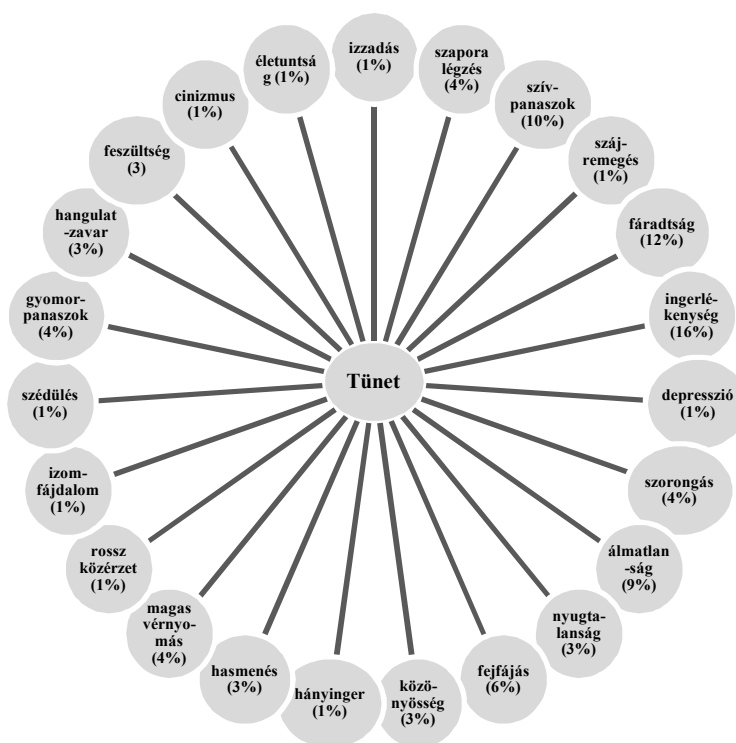 izzadás
(1%)
szapora
légzés
(4%)
szív-
panaszok
(10%)
száj-
remegés
(1%)
fáradtság
(12%)
ingerlé-
kenység
(16%)
depresszió
(1%)
szorongás
(4%)
álmatlan
-ság
(9%)
nyugta-
lanság
(3%)
fejfájás
(6%)
közö-
nyösség
(3%)
hányinger
(1%)
hasmenés
(3%)
magas
vérnyo-
más
(4%)
rossz
közérzet
(1%)
izom-
fájdalom
(1%)
szédülés
(1%)
gyomor-
panaszok
(4%)
hangulat
-zavar
(3%)
feszültség
(3)
cinizmus
(1%)
életuntsá
g (1%)
Tünet